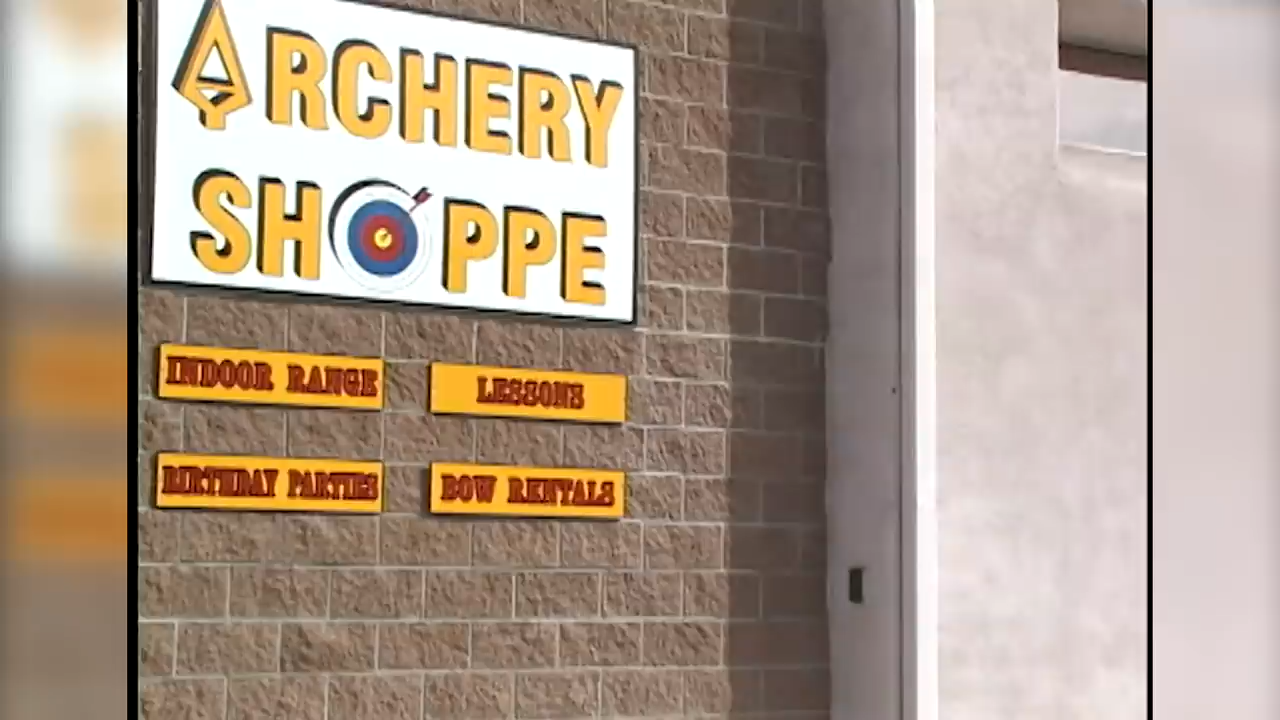 ARCHERY
SHOPPE
INDOOR RANGE
LESSONS
BIRTHDAY PARTIES
BOW RENTALS